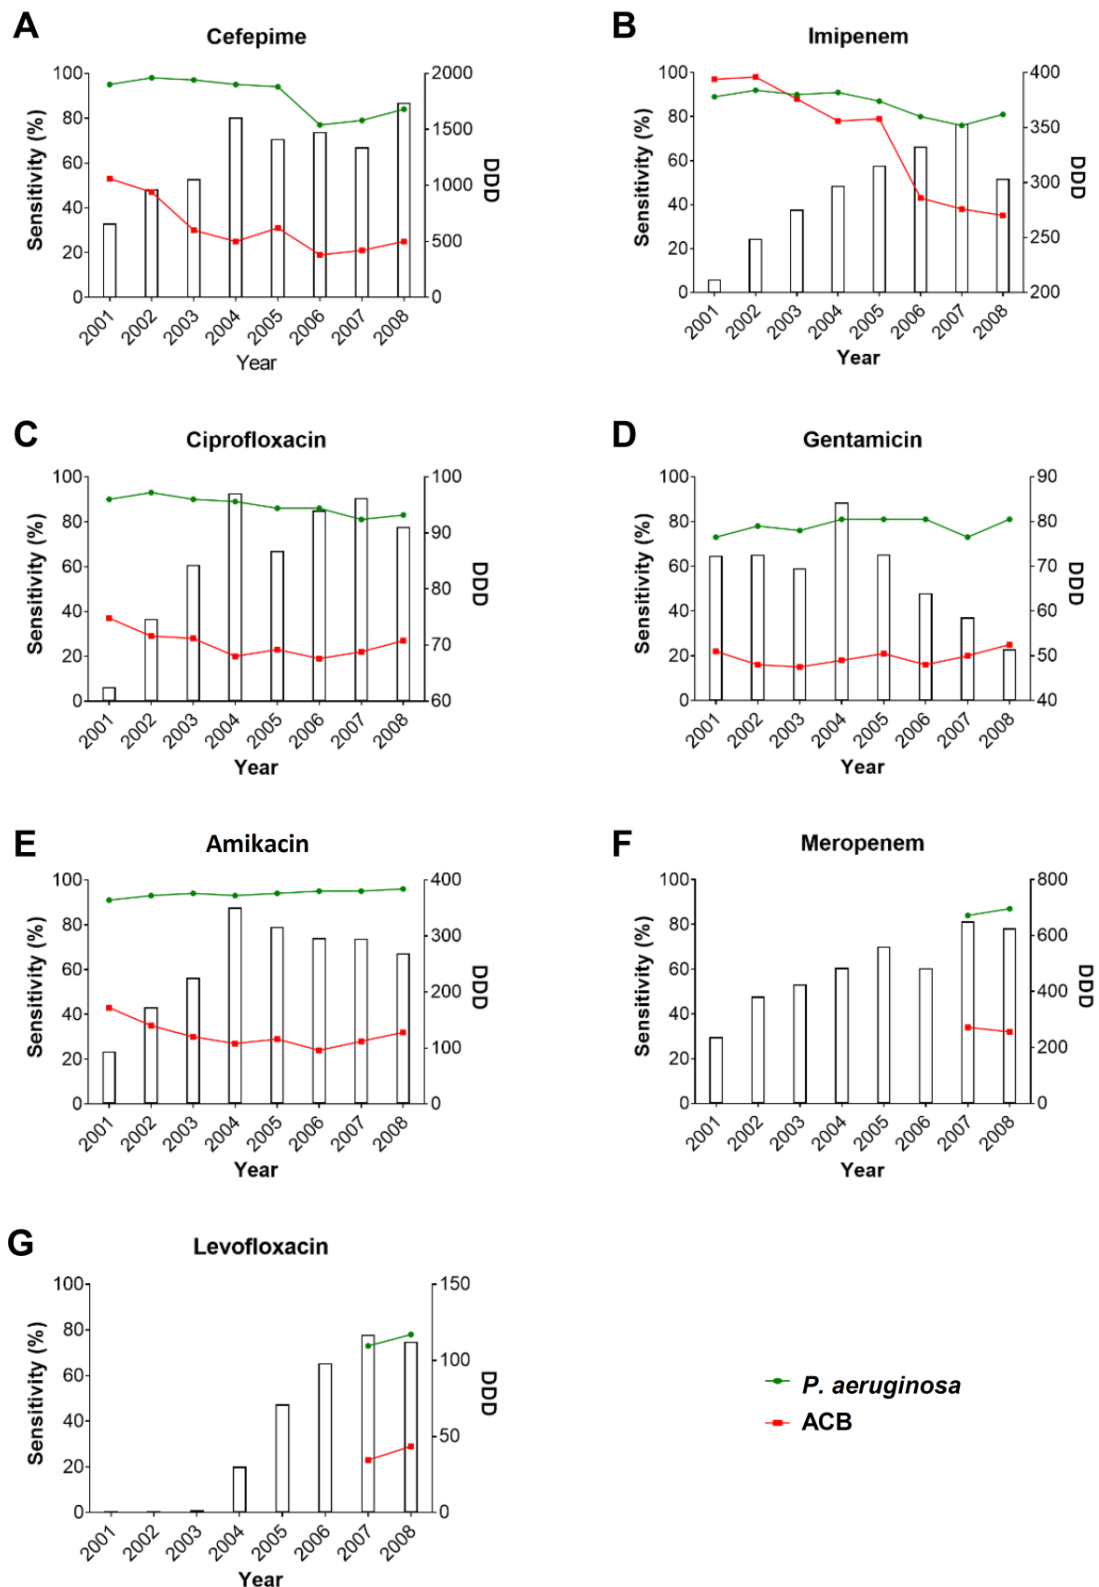 A
Cefepime
Sensitivity (%)
100
80
60
40
20
0
2000
1500
1000
500
0
DDD
2001 2002 2003 2004 2005 2006 2007 2008
Year
B
Imipenem
Sensitivity (%)
100
80
60
40
20
0
400
350
300
250
200
DDD
2001 2002 2003 2004 2005 2006 2007 2008
Year
C
Ciprofloxacin
Sensitivity (%)
100
80
60
40
20
0
100
90
80
70
60
DDD
2001 2002 2003 2004 2005 2006 2007 2008
Year
D
Gentamicin
Sensitivity (%)
100
80
60
40
20
0
90
80
70
60
50
40
DDD
2001 2002 2003 2004 2005 2006 2007 2008
Year
E
Amikacin
Sensitivity (%)
100
80
60
40
20
0
400
300
200
100
0
DDD
2001 2002 2003 2004 2005 2006 2007 2008
Year
F
Meropenem
Sensitivity (%)
100
80
60
40
20
0
800
600
400
200
0
DDD
2001 2002 2003 2004 2005 2006 2007 2008
Year
G
Levofloxacin
Sensitivity (%)
100
80
60
40
20
0
150
100
50
0
DDD
2001 2002 2003 2004 2005 2006 2007 2008
Year
P. aeruginosa
ACB